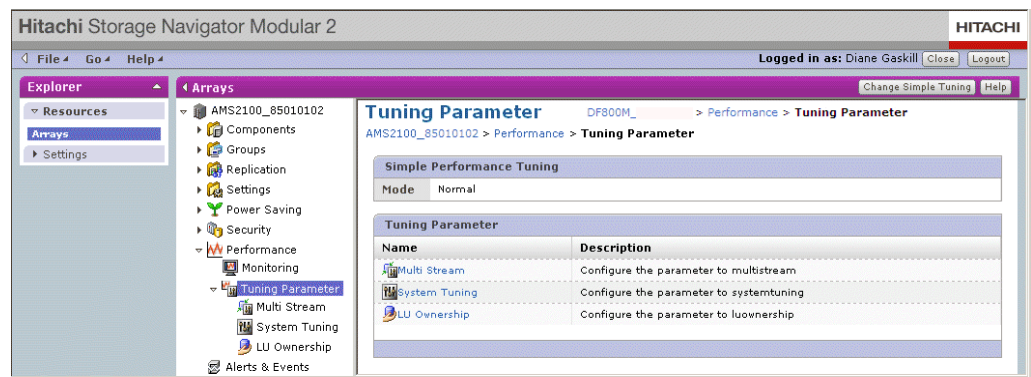 Hitachi Storage Navigator Modular 2
HITACHI
File Go Help
Logged in as: Diane Gaskill Close Logout
Explorer
Resources
Arrays
Settings
Arrays
Change Simple Tuning Help
AMS2100_85010102
Components
Groups
Replication
Settings
Power Saving
Security
Performance
Monitoring
Tuning Parameter
Multi Stream
System Tuning
LU Ownership
Alerts & Events
Tuning Parameter
DF800M_ > Performance > Tuning Parameter
AMS2100_85010102 > Performance > Tuning Parameter
Simple Performance Tuning
Mode Normal
Tuning Parameter
Name Description
Multi Stream Configure the parameter to multistream
System Tuning Configure the parameter to systemtuning
LU Ownership Configure the parameter to luownership